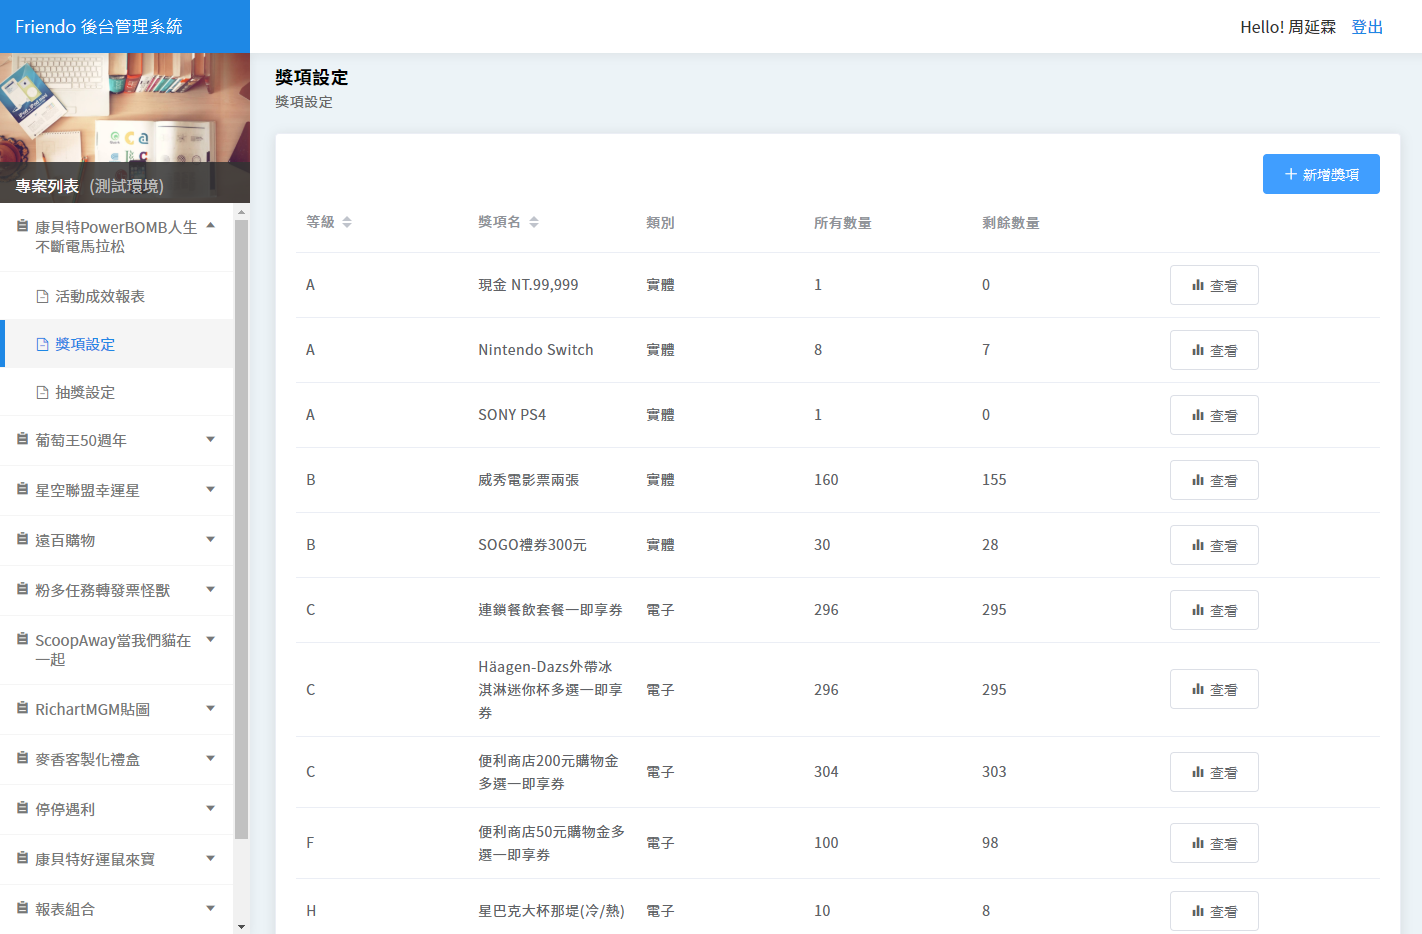 Friendo 後台管理系統
Hello! 周延霖 登出
專案列表 (測試環境)
康貝特PowerBOMB人生
不斷電馬拉松
活動成效報表
獎項設定
抽獎設定
葡萄王50週年
星空聯盟幸運星
遠百購物
粉多任務轉發票怪獸
ScoopAway當我們貓在
一起
RichartMGM貼圖
麥香客製化禮盒
停停遇利
康貝特好運鼠來寶
報表組合
獎項設定
獎項設定
新增獎項
等級 獎項名 類別 所有數量 剩餘數量
A 現金 NT.99,999 實體 1 0 查看
A Nintendo Switch 實體 8 7 查看
A SONY PS4 實體 1 0 查看
B 威秀電影票兩張 實體 160 155 查看
B SOGO禮券300元 實體 30 28 查看
C 連鎖餐飲套餐一即享券 電子 296 295 查看
Häagen-Dazs外帶冰
C 淇淋迷你杯多選一即享 電子 296 295 查看
券
便利商店200元購物金
C 多選一即享券 電子 304 303 查看
便利商店50元購物金多
F 選一即享券 電子 100 98 查看
H 星巴克大杯那堤(冷/熱) 電子 10 8 查看